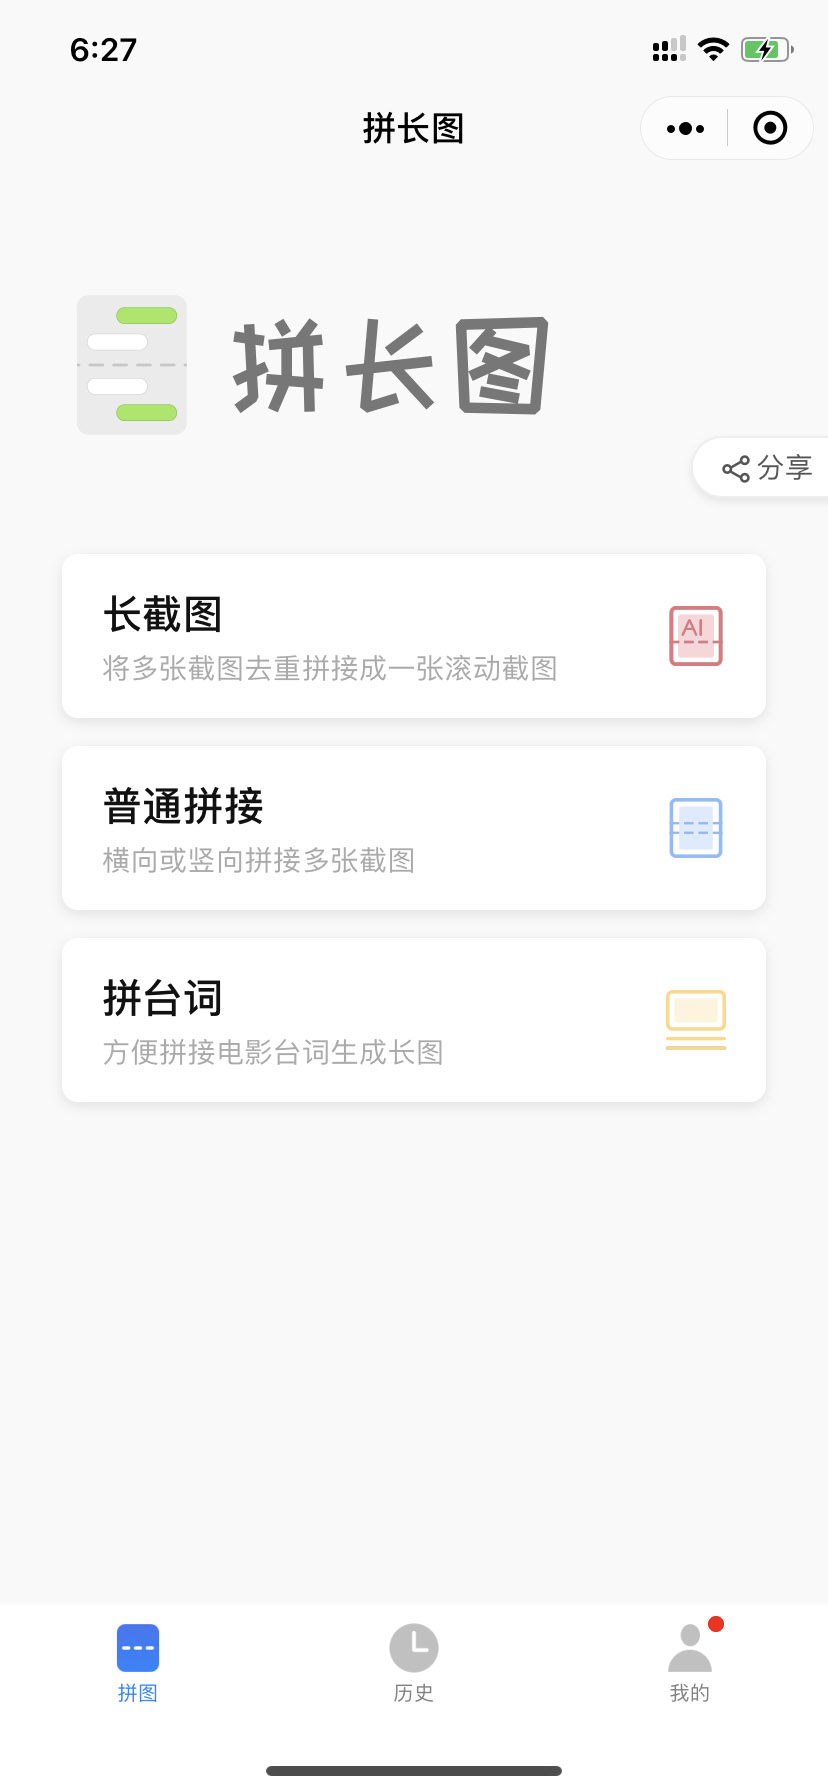 6:27
拼长图
拼长图
分享
长截图
将多张截图去重拼接成一张滚动截图
AI
普通拼接
横向或竖向拼接多张截图
拼台词
方便拼接电影台词生成长图
拼图
历史
我的